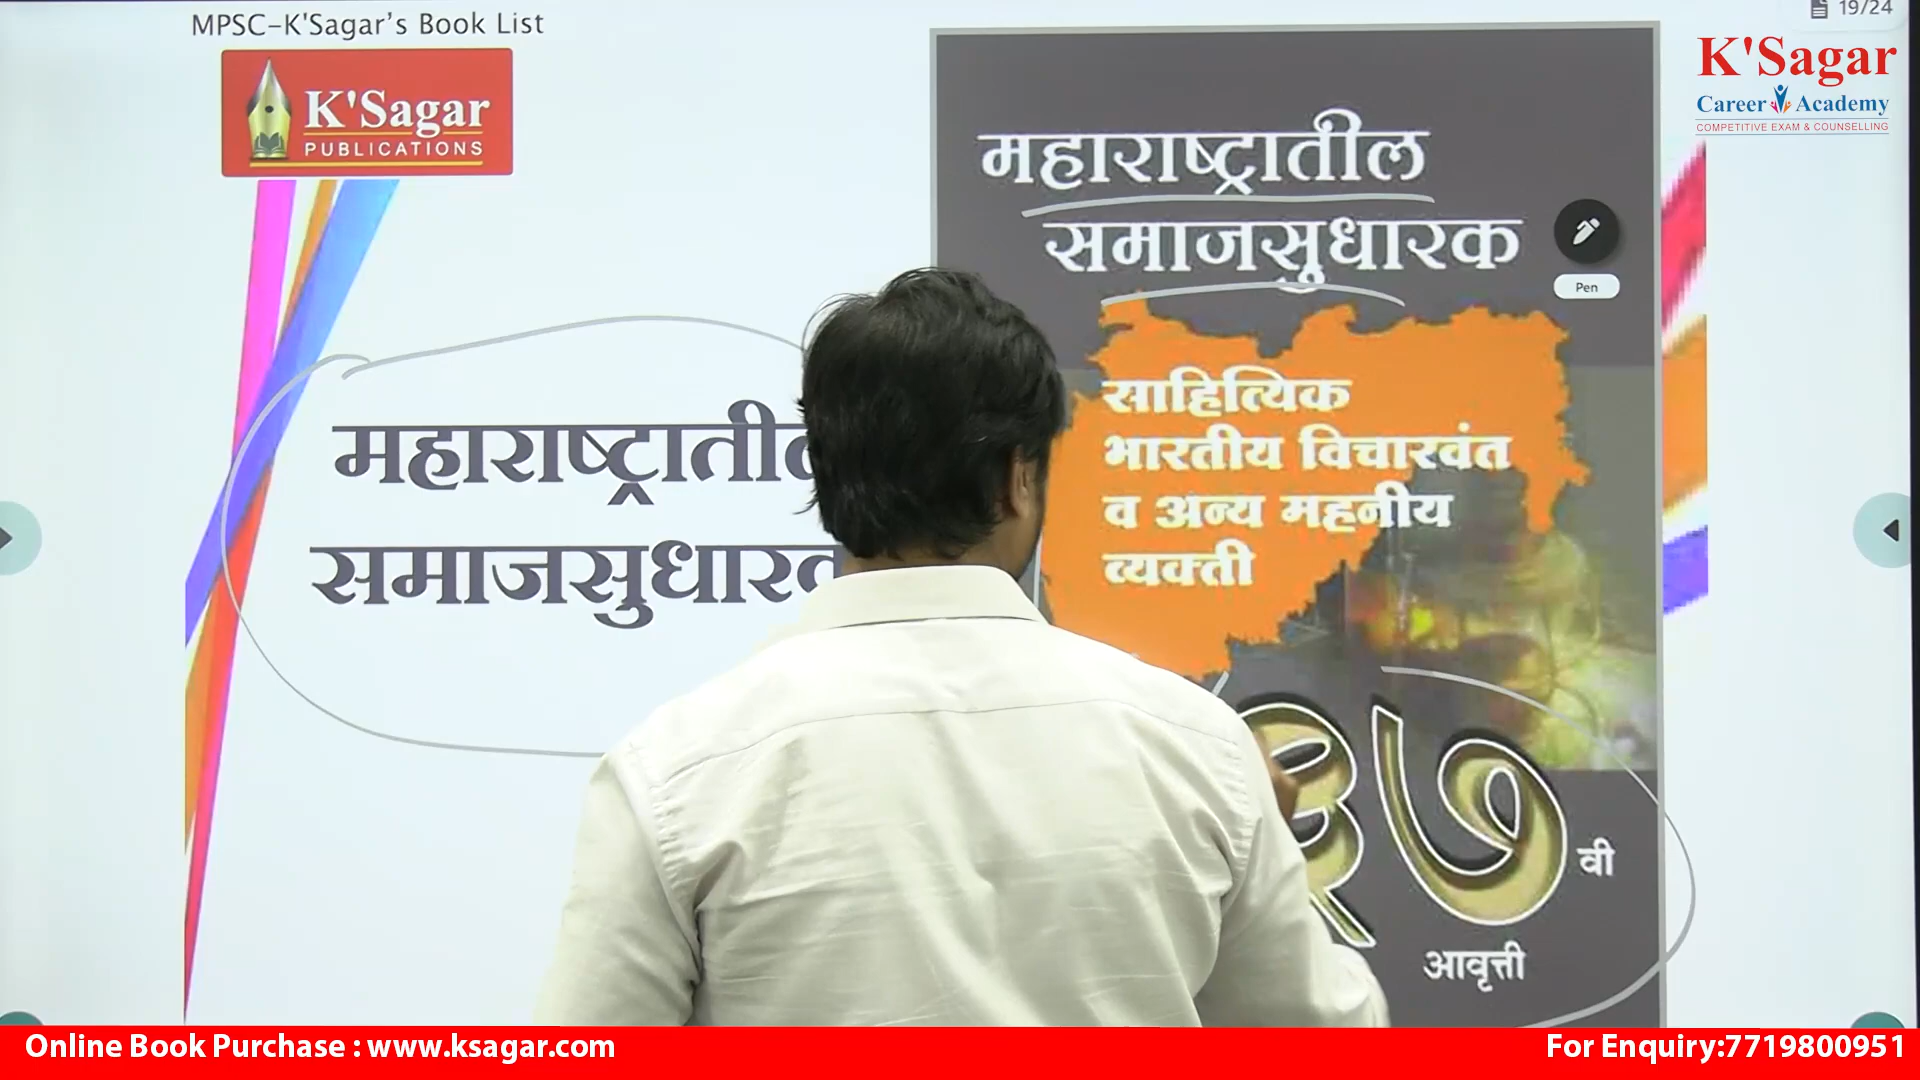 MPSC-K'Sagar's Book List
K'Sagar
PUBLICATIONS
19/24
K'Sagar
Career Academy
COMPETITIVE EXAM & COUNSELLING
महाराष्ट्रातील
समाजसुधारक
Pen
साहित्यिक
भारतीय विचारवंत
व अन्य महनीय
व्यक्ती
३७ वी
आवृत्ती
Online Book Purchase : www.ksagar.com
For Enquiry:7719800951